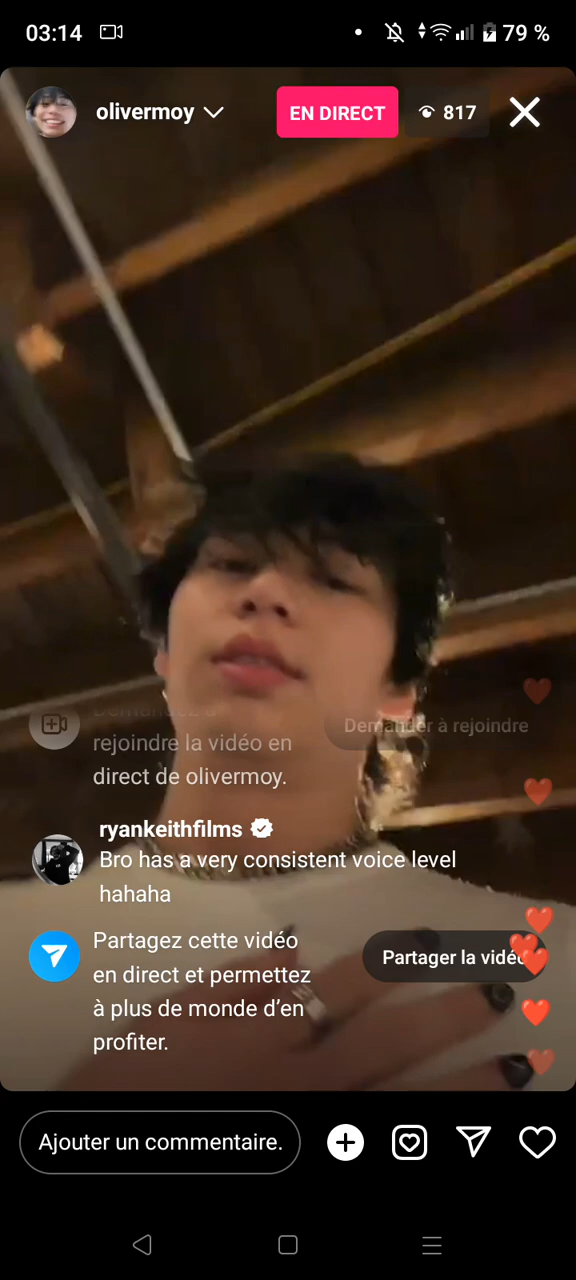 03:14
79 %
olivermoy
EN DIRECT
817
Demandez à
rejoindre la vidéo en
direct de olivermoy.
Demander à rejoindre
ryankeithfilms
Bro has a very consistent voice level
hahaha
Partagez cette vidéo
en direct et permettez
à plus de monde d’en
profiter.
Partager la vidéo
Ajouter un commentaire.